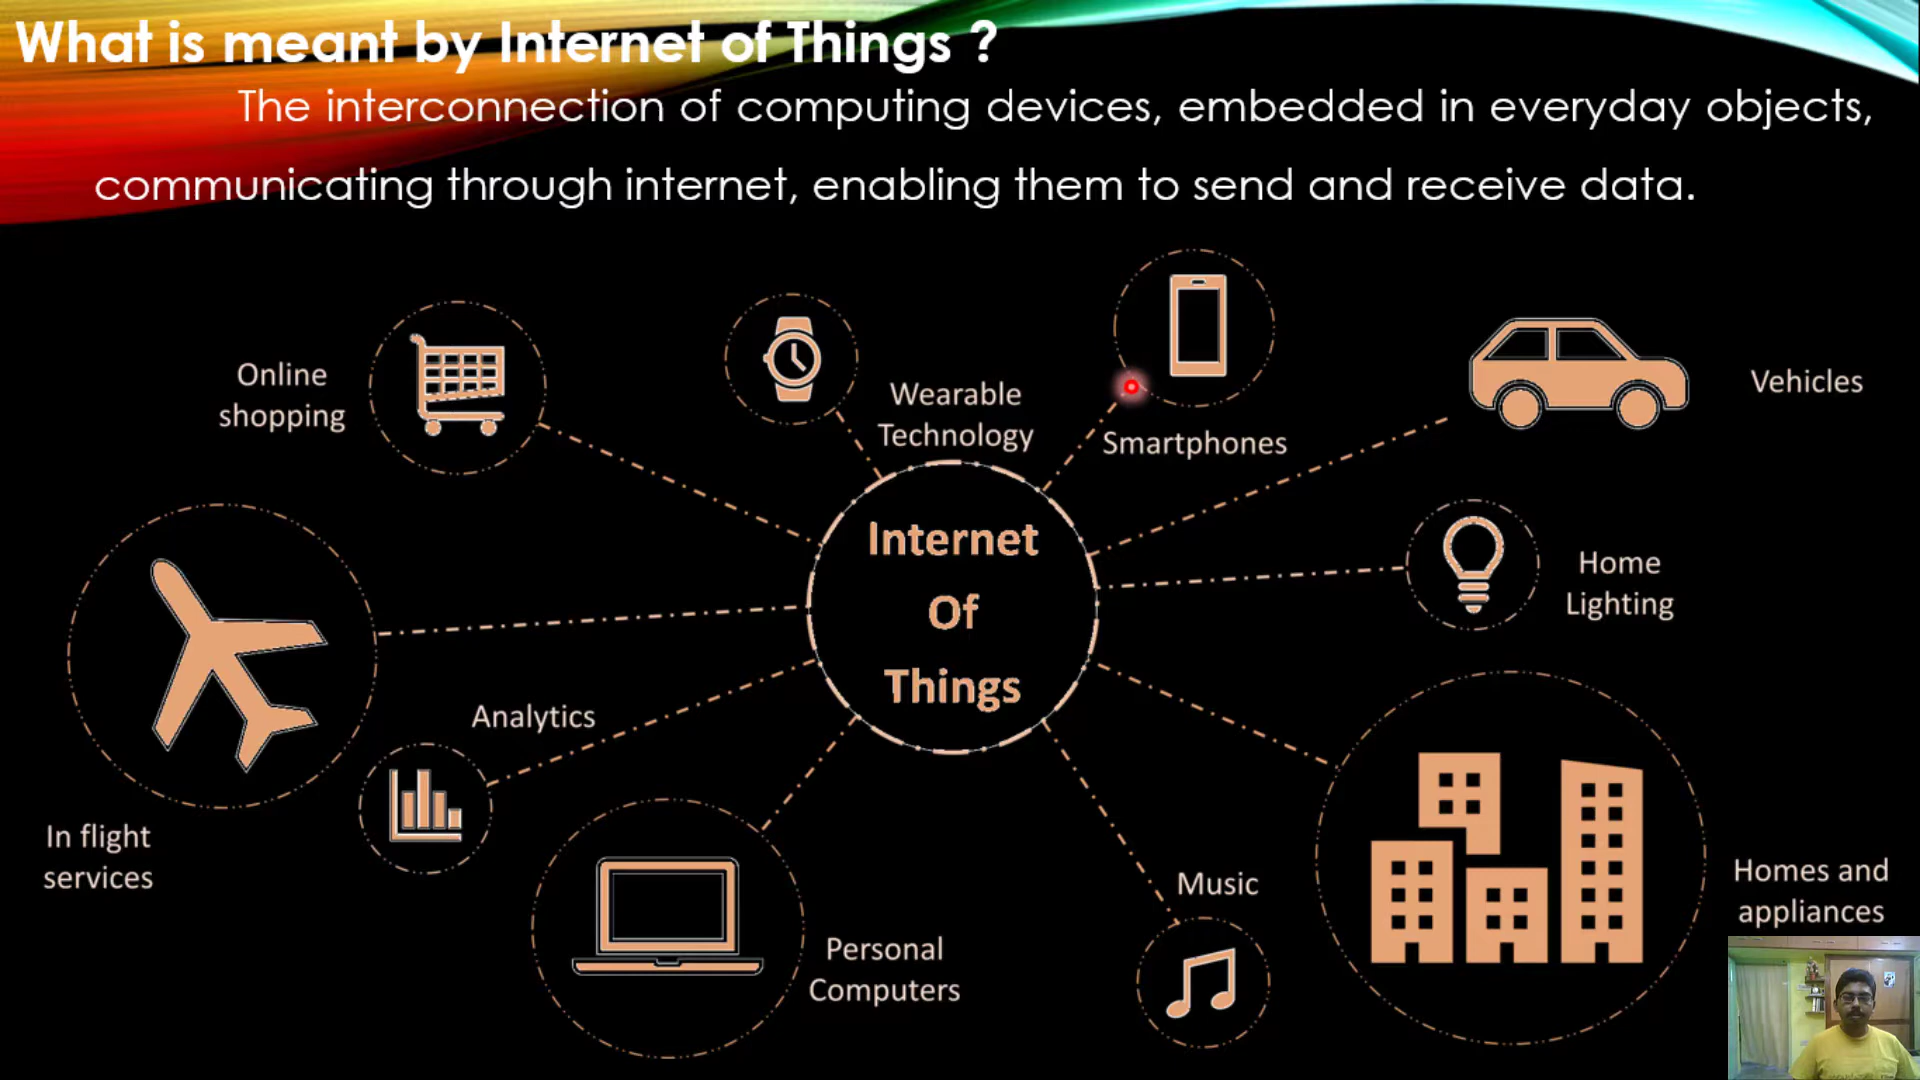 What is meant by Internet of Things ?
The interconnection of computing devices, embedded in everyday objects,
communicating through internet, enabling them to send and receive data.
Online
shopping
Wearable
Technology
Smartphones
Vehicles
Internet
Of
Things
Home
Lighting
Analytics
In flight
services
Personal
Computers
Music
Homes and
appliances